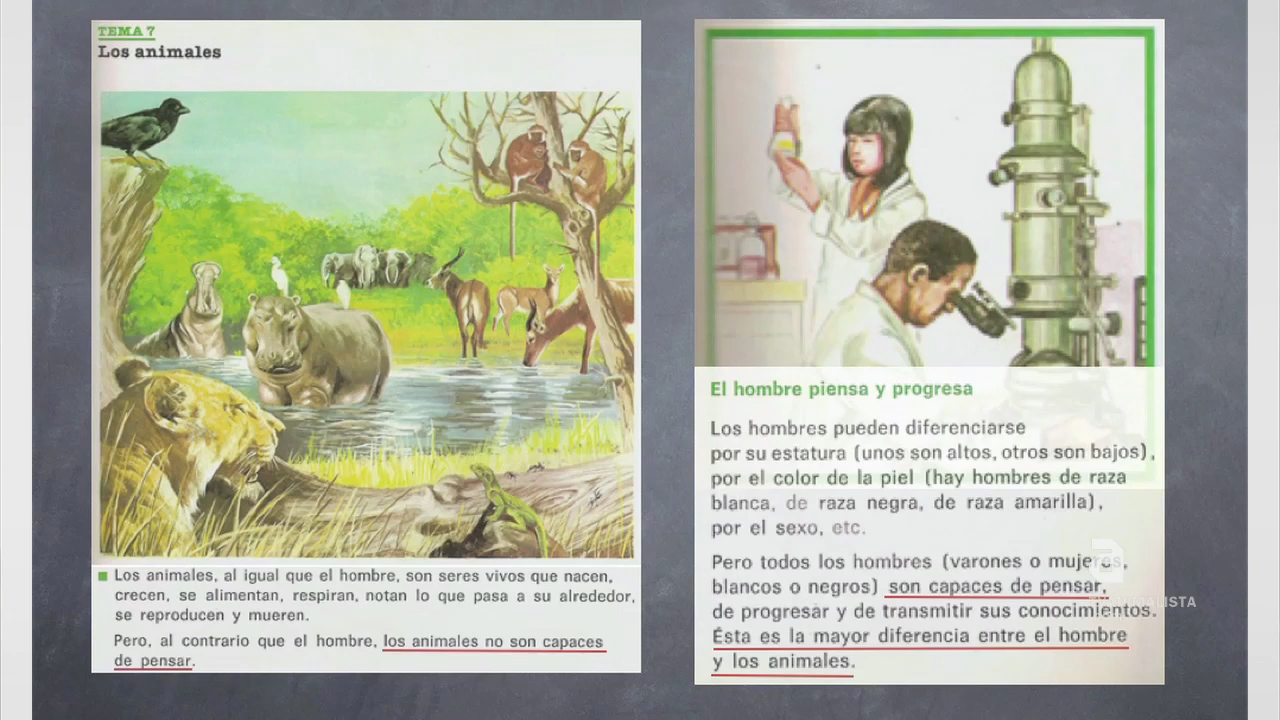 TEMA 7
Los animales
Los animales, al igual que el hombre, son seres vivos que nacen,
crecen, se alimentan, respiran, notan lo que pasa a su alrededor,
se reproducen y mueren.
Pero, al contrario que el hombre, los animales no son capaces
de pensar.
El hombre piensa y progresa
Los hombres pueden diferenciarse
por su estatura (unos son altos, otros son bajos),
por el color de la piel (hay hombres de raza
blanca, de raza negra, de raza amarilla),
por el sexo, etc.
Pero todos los hombres (varones o mujeres,
blancos o negros) son capaces de pensar,
de progresar y de transmitir sus conocimientos.
Ésta es la mayor diferencia entre el hombre
y los animales.